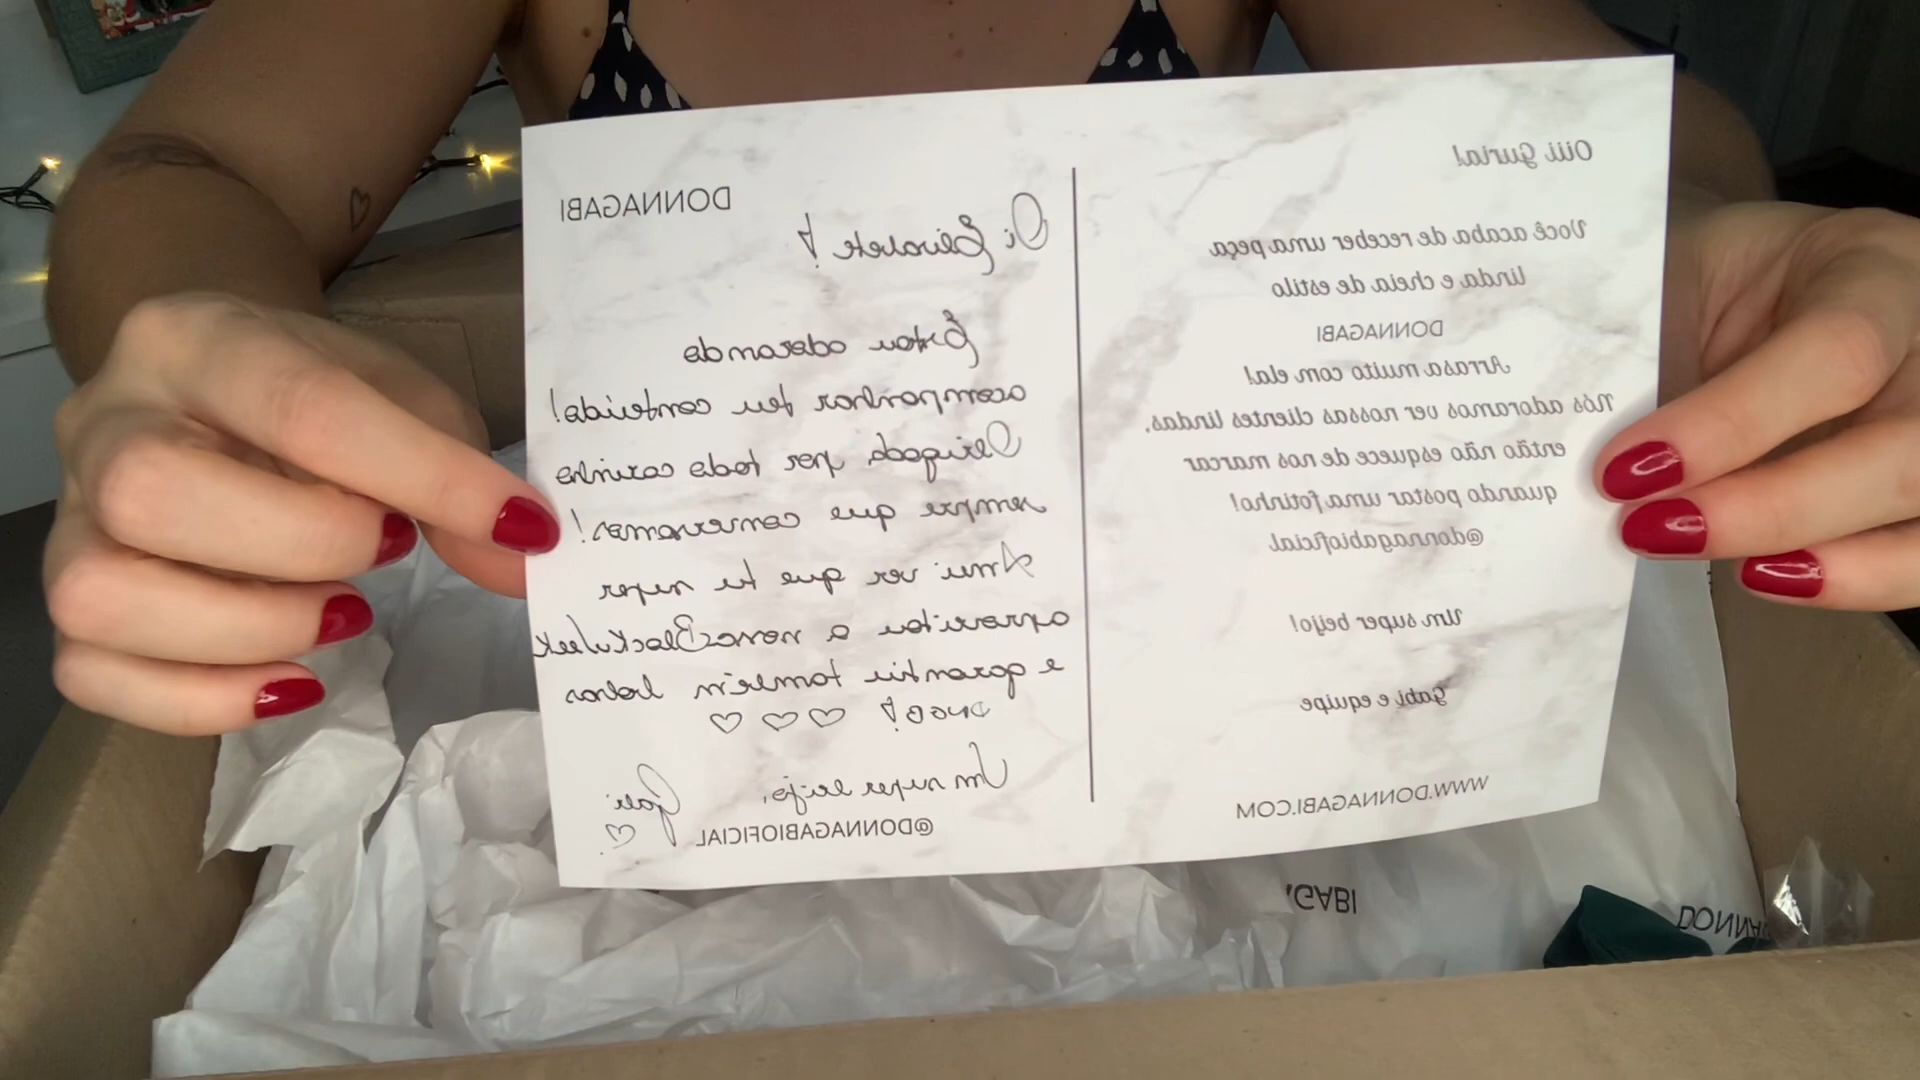 Oiii Guria!
Você acaba de receber uma peça
linda e cheia de estilo
DONNAGABI
Arrasa muito com ela!
Nós adoramos ver nossas clientes lindas,
então não esquece de nos marcar
quando postar uma fotinho!
@donnagabioficial
Um super beijo!
Gabi e equipe
WWW.DONNAGABI.COM
DONNAGABI
Oi
Estou adorando
acompanhar teu conteúdo!
Obrigada por todo carinho
sempre que conversamos!
Amei ver que tu super
aproveitou a nossa BlackWeek
e garantiu também
Um super beijo,
Gabi
@DONNAGABIOFICIAL
GABI